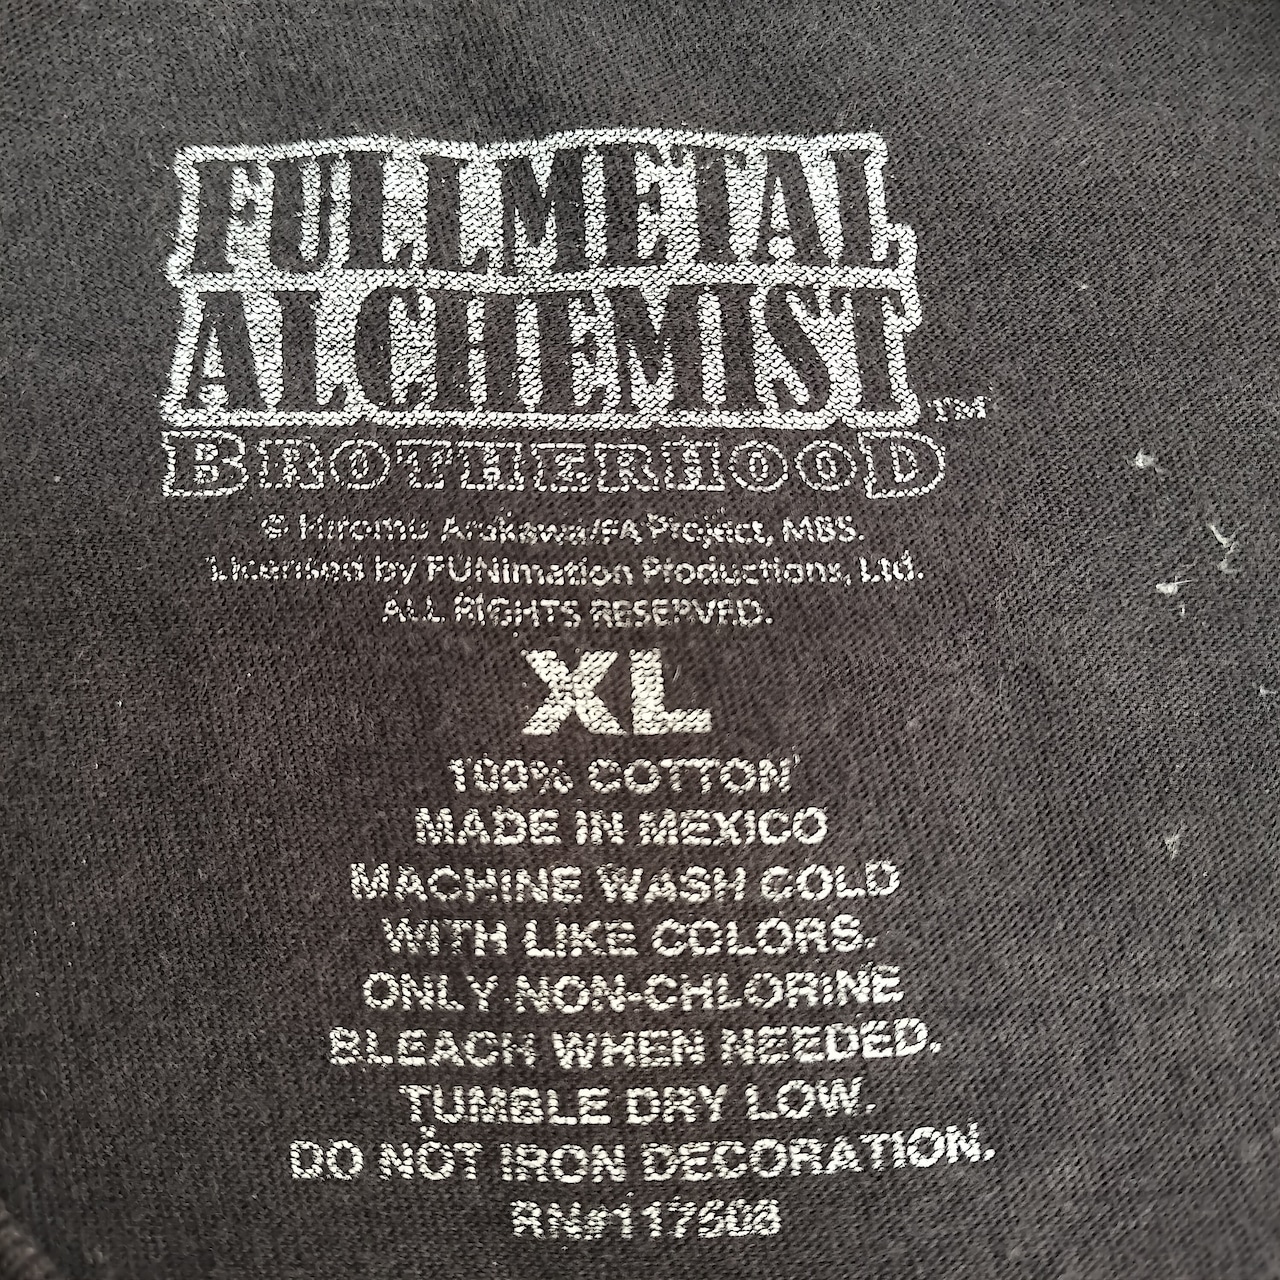 FULLMETAL
ALCHEMIST™
BROTHERHOOD
© Hiromu Arakawa/FA Project, MBS.
Licensed by FUNimation Productions, Ltd.
ALL RIGHTS RESERVED.
XL
100% COTTON
MADE IN MEXICO
MACHINE WASH COLD
WITH LIKE COLORS.
ONLY NON-CHLORINE
BLEACH WHEN NEEDED.
TUMBLE DRY LOW.
DO NOT IRON DECORATION.